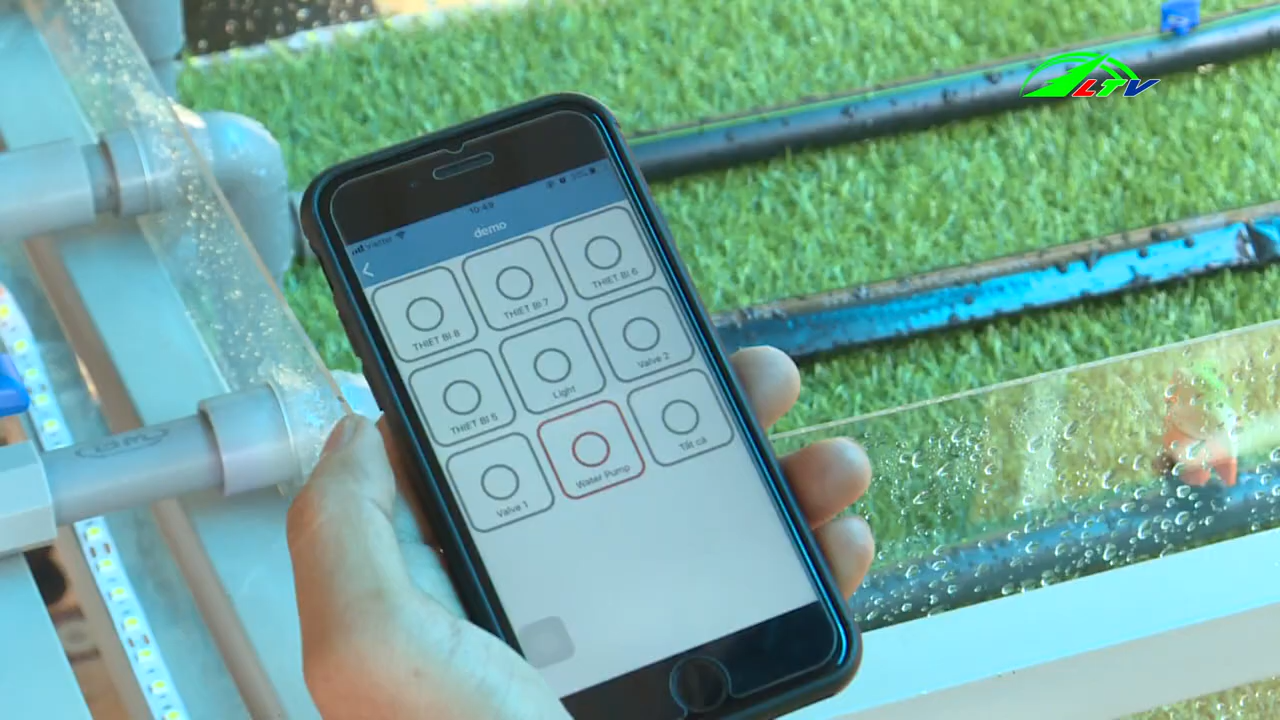 LTV
10:49
demo
THIET BI 8
THIET BI 7
THIET BI 6
THIET BI 5
Light
Valve 2
Valve 1
Water Pump
Tất cả